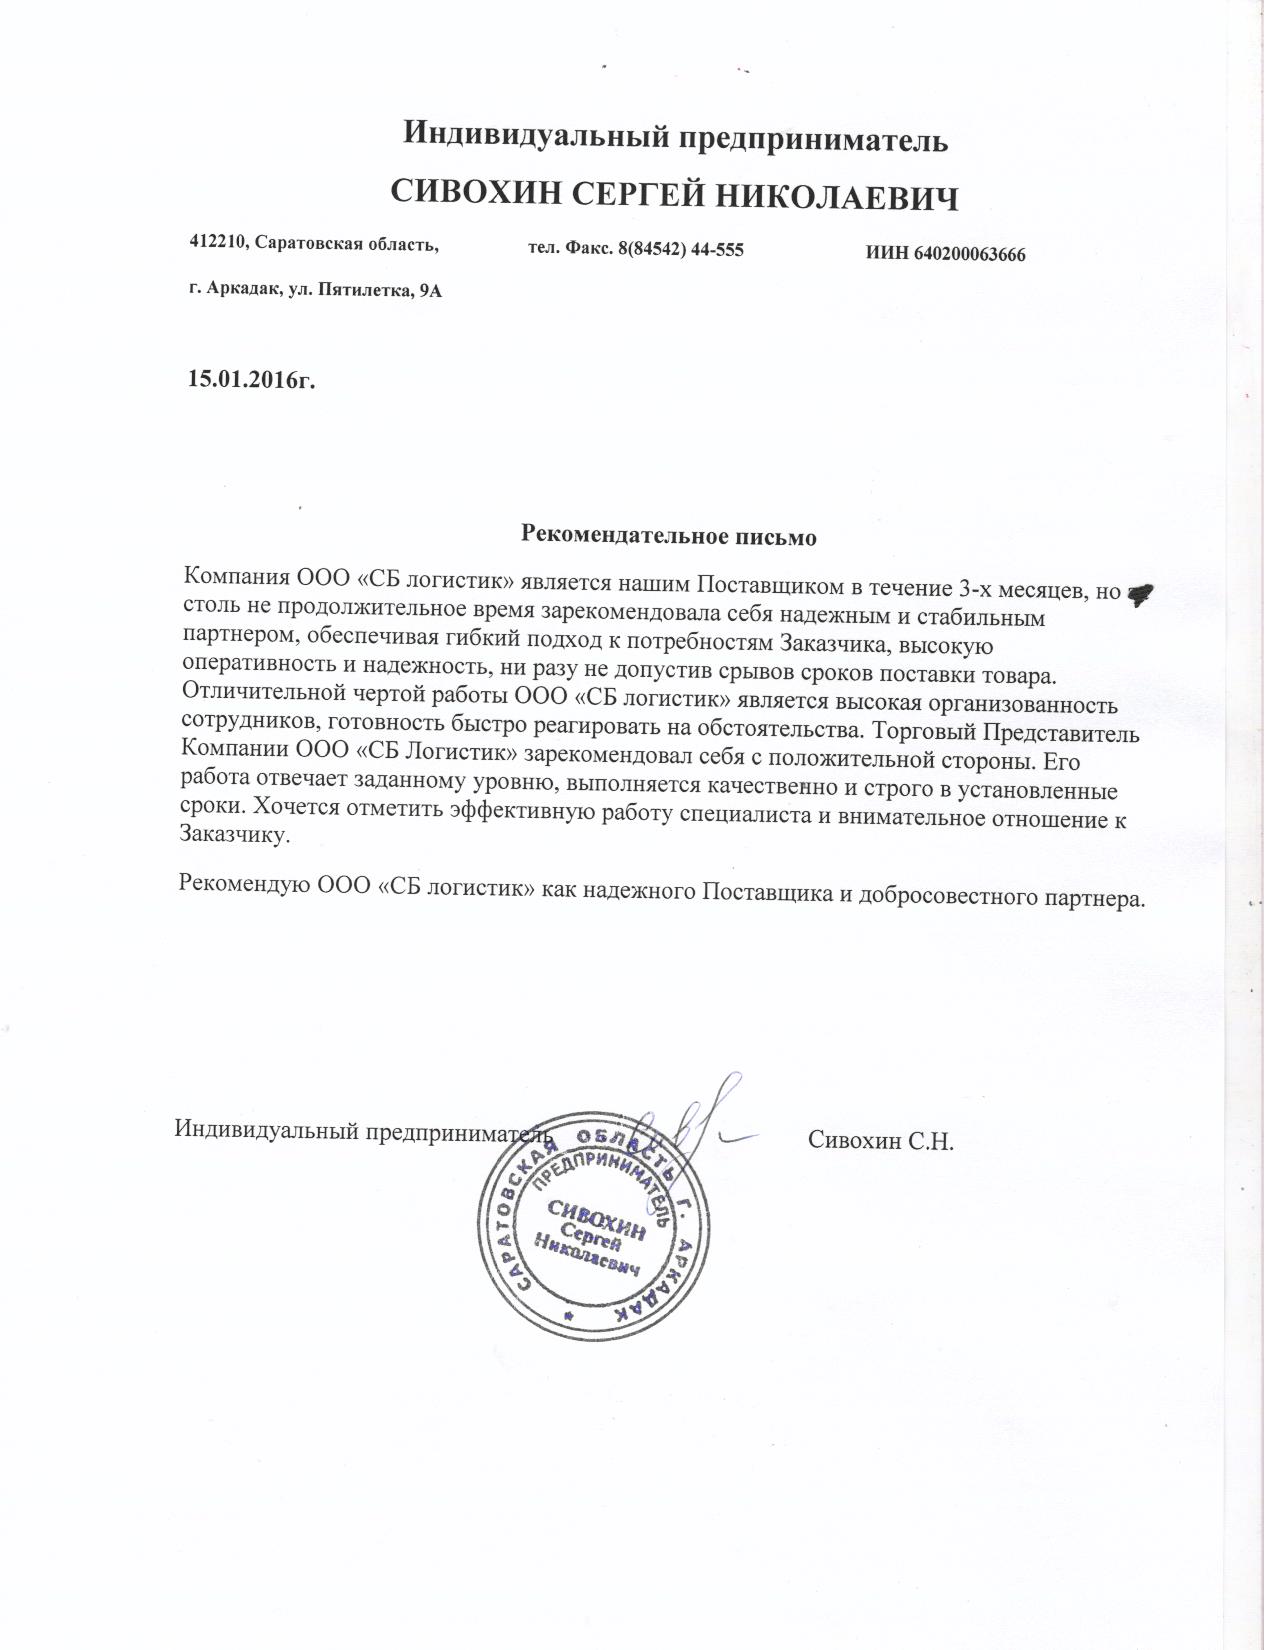 Индивидуальный предприниматель
СИВОХИН СЕРГЕЙ НИКОЛАЕВИЧ
412210, Саратовская область, тел. Факс. 8(84542) 44-555 ИИН 640200063666
г. Аркадак, ул. Пятилетка, 9А
15.01.2016г.
Рекомендательное письмо
Компания ООО «СБ логистик» является нашим Поставщиком в течение 3-х месяцев, но
столь не продолжительное время зарекомендовала себя надежным и стабильным
партнером, обеспечивая гибкий подход к потребностям Заказчика, высокую
оперативность и надежность, ни разу не допустив срывов сроков поставки товара.
Отличительной чертой работы ООО «СБ логистик» является высокая организованность
сотрудников, готовность быстро реагировать на обстоятельства. Торговый Представитель
Компании ООО «СБ Логистик» зарекомендовал себя с положительной стороны. Его
работа отвечает заданному уровню, выполняется качественно и строго в установленные
сроки. Хочется отметить эффективную работу специалиста и внимательное отношение к
Заказчику.
Рекомендую ООО «СБ логистик» как надежного Поставщика и добросовестного партнера.
Индивидуальный предприниматель Сивохин С.Н.
САРАТОВСКАЯ ОБЛАСТЬ Г. АРКАДАК
ПРЕДПРИНИМАТЕЛЬ
СИВОХИН
Сергей
Николаевич